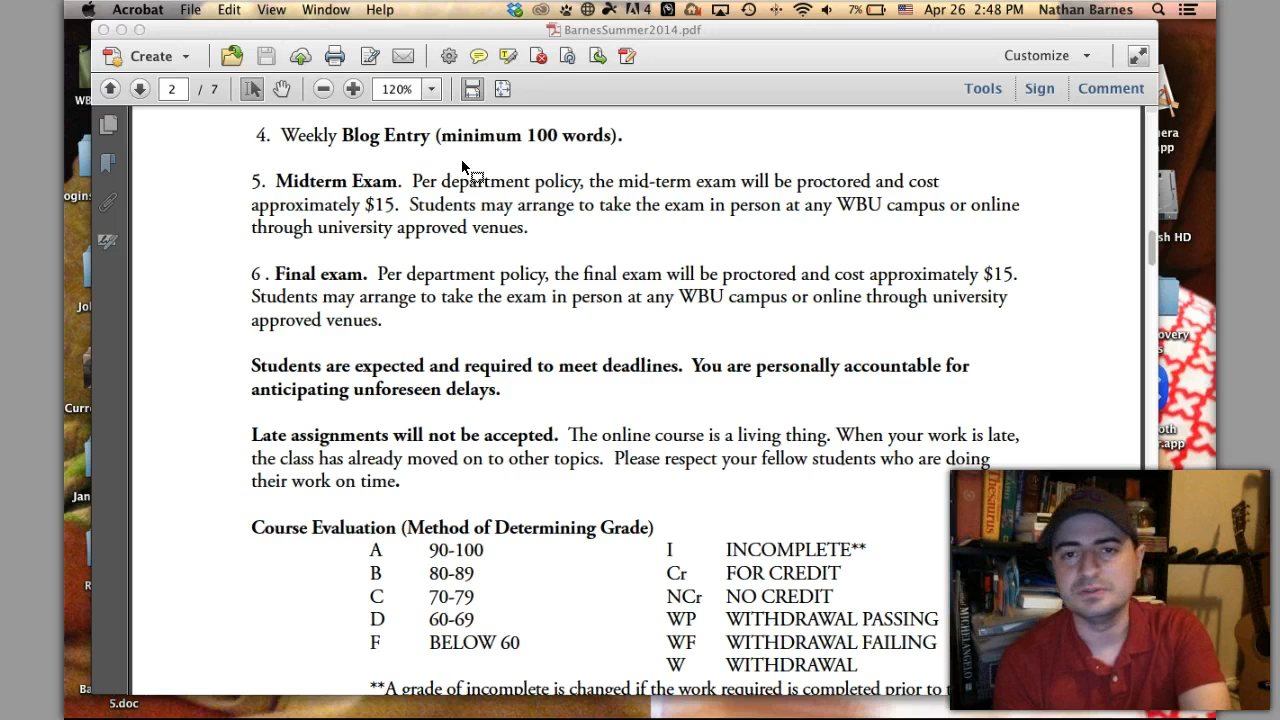 Acrobat File Edit View Window Help 4 7% Apr 26 2:48 PM Nathan Barnes
BarnesSummer2014.pdf
Create Customize
2 / 7 120% Tools Sign Comment
4. Weekly Blog Entry (minimum 100 words).
5. Midterm Exam. Per department policy, the mid-term exam will be proctored and cost
approximately $15. Students may arrange to take the exam in person at any WBU campus or online
through university approved venues.
6 . Final exam. Per department policy, the final exam will be proctored and cost approximately $15.
Students may arrange to take the exam in person at any WBU campus or online through university
approved venues.
Students are expected and required to meet deadlines. You are personally accountable for
anticipating unforeseen delays.
Late assignments will not be accepted. The online course is a living thing. When your work is late,
the class has already moved on to other topics. Please respect your fellow students who are doing
their work on time.
Course Evaluation (Method of Determining Grade)
A 90-100 I INCOMPLETE**
B 80-89 Cr FOR CREDIT
C 70-79 NCr NO CREDIT
D 60-69 WP WITHDRAWAL PASSING
F BELOW 60 WF WITHDRAWAL FAILING
W WITHDRAWAL
**A grade of incomplete is changed if the work required is completed prior to
5.doc
Thesaurus
MICHELANGELO